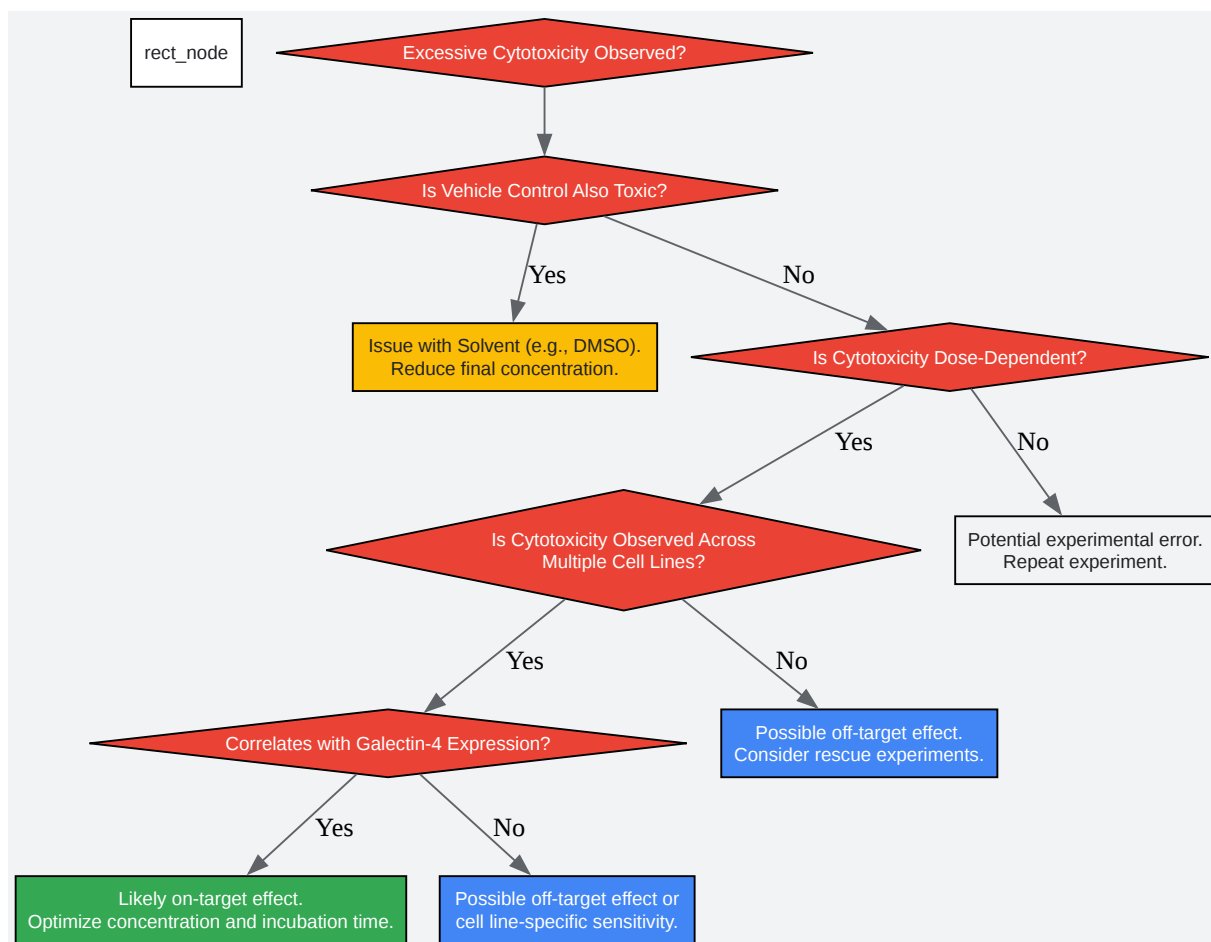 rect_node
Excessive Cytotoxicity Observed?
Is Vehicle Control Also Toxic?
Yes
No
Issue with Solvent (e.g., DMSO).
Reduce final concentration.
Is Cytotoxicity Dose-Dependent?
Yes
No
Is Cytotoxicity Observed Across
Multiple Cell Lines?
Potential experimental error.
Repeat experiment.
Yes
No
Correlates with Galectin-4 Expression?
Possible off-target effect.
Consider rescue experiments.
Yes
No
Likely on-target effect.
Optimize concentration and incubation time.
Possible off-target effect or
cell line-specific sensitivity.